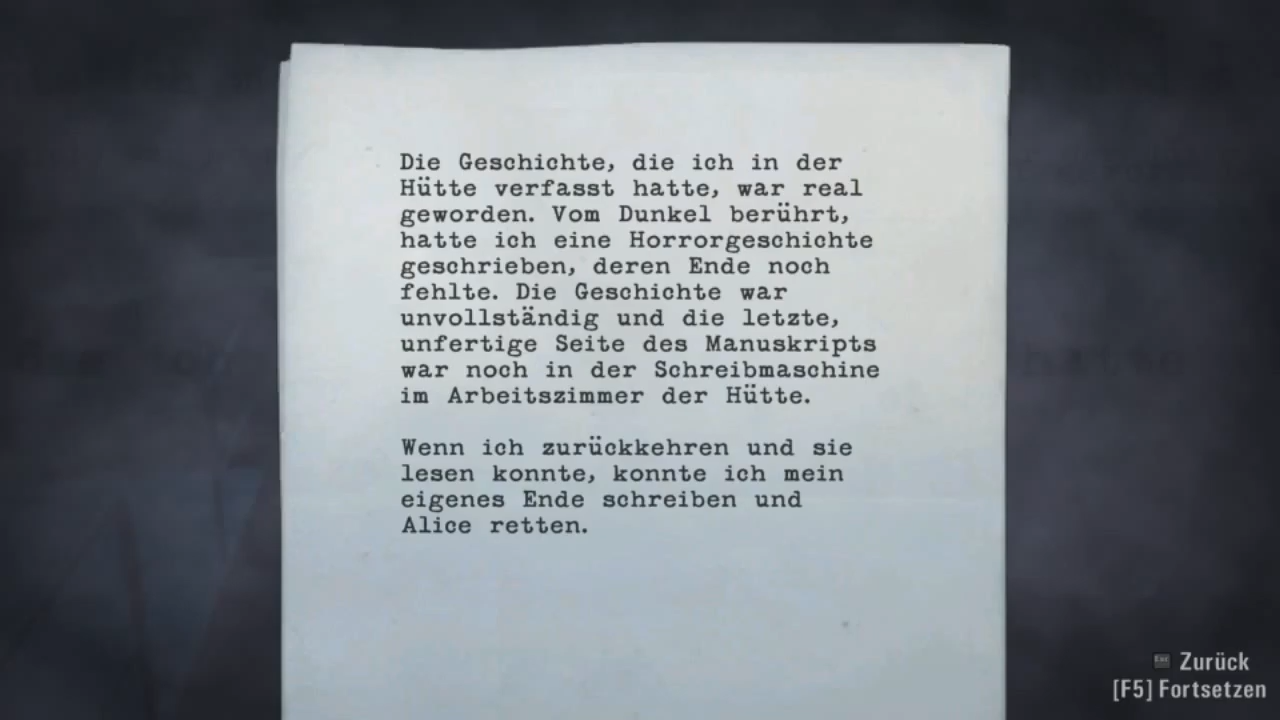 Die Geschichte, die ich in der
Hütte verfasst hatte, war real
geworden. Vom Dunkel berührt,
hatte ich eine Horrorgeschichte
geschrieben, deren Ende noch
fehlte. Die Geschichte war
unvollständig und die letzte,
unfertige Seite des Manuskripts
war noch in der Schreibmaschine
im Arbeitszimmer der Hütte.
Wenn ich zurückkehren und sie
lesen konnte, konnte ich mein
eigenes Ende schreiben und
Alice retten.
Esc Zurück
[F5] Fortsetzen